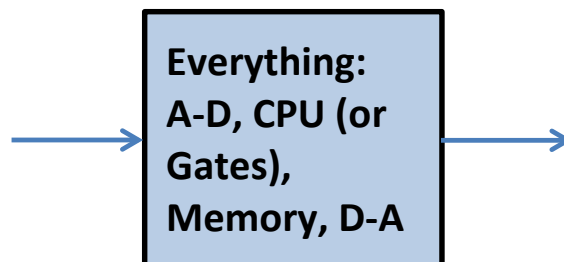 Everything:
A-D, CPU (or
Gates),
Memory, D-A